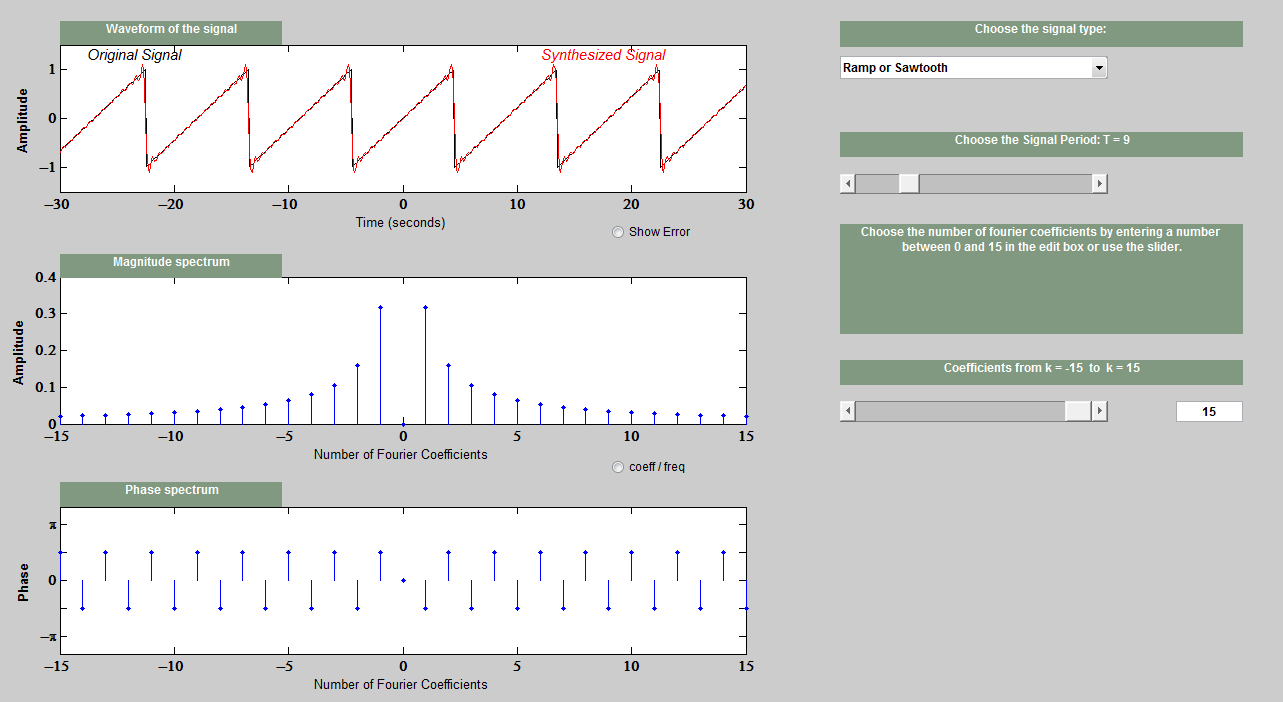 Waveform of the signal
Original Signal
Synthesized Signal
Amplitude
1
0
−1
−30
−20
−10
0
10
20
30
Time (seconds)
Show Error
Magnitude spectrum
Amplitude
0.4
0.3
0.2
0.1
0
−15
−10
−5
0
5
10
15
Number of Fourier Coefficients
coeff / freq
Phase spectrum
Phase
π
0
−π
−15
−10
−5
0
5
10
15
Number of Fourier Coefficients
Choose the signal type:
Ramp or Sawtooth
Choose the Signal Period: T = 9
Choose the number of fourier coefficients by entering a number
between 0 and 15 in the edit box or use the slider.
Coefficients from k = -15 to k = 15
15